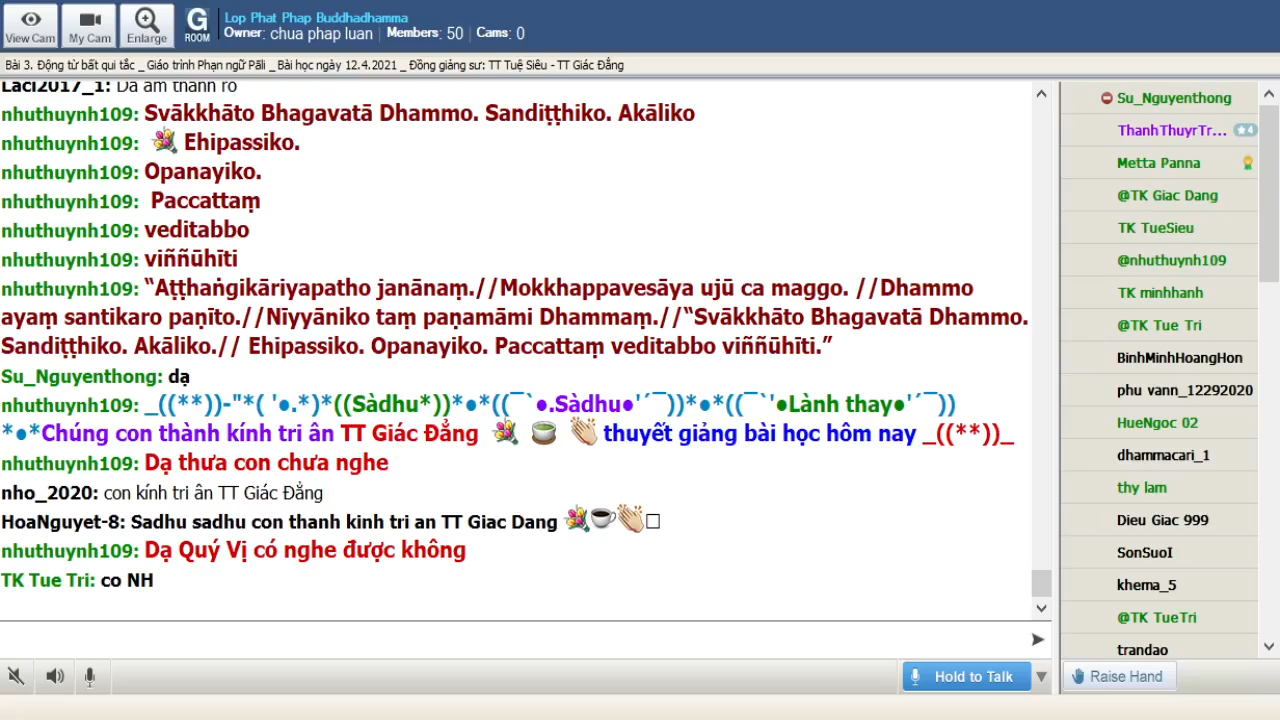 View Cam
My Cam
Enlarge
G
ROOM
Lop Phat Phap Buddhadhamma
Owner: chua phap luan | Members: 50 | Cams: 0
Bài 3. Động từ bất qui tắc _ Giáo trình Phạn ngữ Pāli _ Bài học ngày 12.4.2021 _ Đồng giảng sư: TT Tuệ Siêu - TT Giác Đẳng
Laci2017_1: Da am thanh ro
nhuthuynh109: Svākkhāto Bhagavatā Dhammo. Sandiṭṭhiko. Akāliko
nhuthuynh109: Ehipassiko.
nhuthuynh109: Opanayiko.
nhuthuynh109: Paccattaṃ
nhuthuynh109: veditabbo
nhuthuynh109: viññūhīti
nhuthuynh109: “Aṭṭhaṅgikāriyapatho janānaṃ.//Mokkhappavesāya ujū ca maggo. //Dhammo
ayaṃ santikaro paṇīto.//Nīyyāniko taṃ paṇamāmi Dhammaṃ.//“Svākkhāto Bhagavatā Dhammo.
Sandiṭṭhiko. Akāliko.// Ehipassiko. Opanayiko. Paccattaṃ veditabbo viññūhīti.”
Su_Nguyenthong: dạ
nhuthuynh109: _((**))-"*( '●.*)*((Sàdhu*))*●*((¯`●.Sàdhu●'´¯))*●*((¯`'●Lành thay●'´¯))
*●*Chúng con thành kính tri ân TT Giác Đẳng thuyết giảng bài học hôm nay _((**))_
nhuthuynh109: Dạ thưa con chưa nghe
nho_2020: con kính tri ân TT Giác Đẳng
HoaNguyet-8: Sadhu sadhu con thanh kinh tri an TT Giac Dang
nhuthuynh109: Dạ Quý Vị có nghe được không
TK Tue Tri: co NH
Hold to Talk
Su_Nguyenthong
ThanhThuyrTr... 4
Metta Panna
@TK Giac Dang
TK TueSieu
@nhuthuynh109
TK minhhanh
@TK Tue Tri
BinhMinhHoangHon
phu vann_12292020
HueNgoc 02
dhammacari_1
thy lam
Dieu Giac 999
SonSuoI
khema_5
@TK TueTri
trandao
Raise Hand